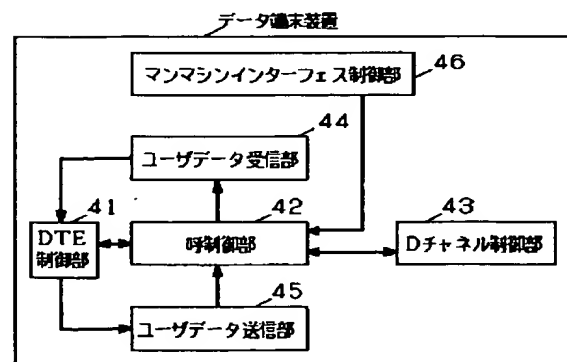 データ端末装置
マンマシンインターフェス制御部
46
44
ユーザデータ受信部
41
42
43
DTE
制御部
呼制御部
Dチャネル制御部
45
ユーザデータ送信部